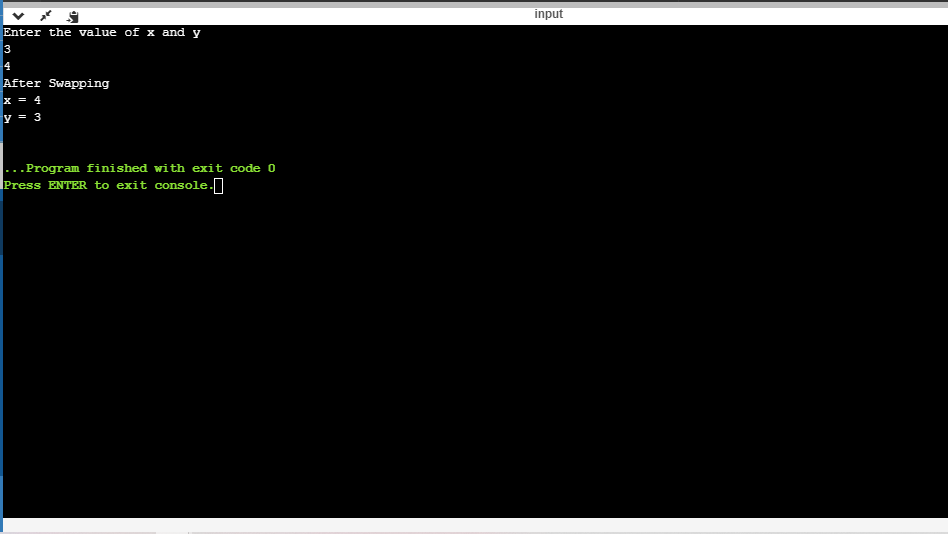 input
Enter the value of x and y
3
4
After Swapping
x = 4
y = 3
...Program finished with exit code 0
Press ENTER to exit console.